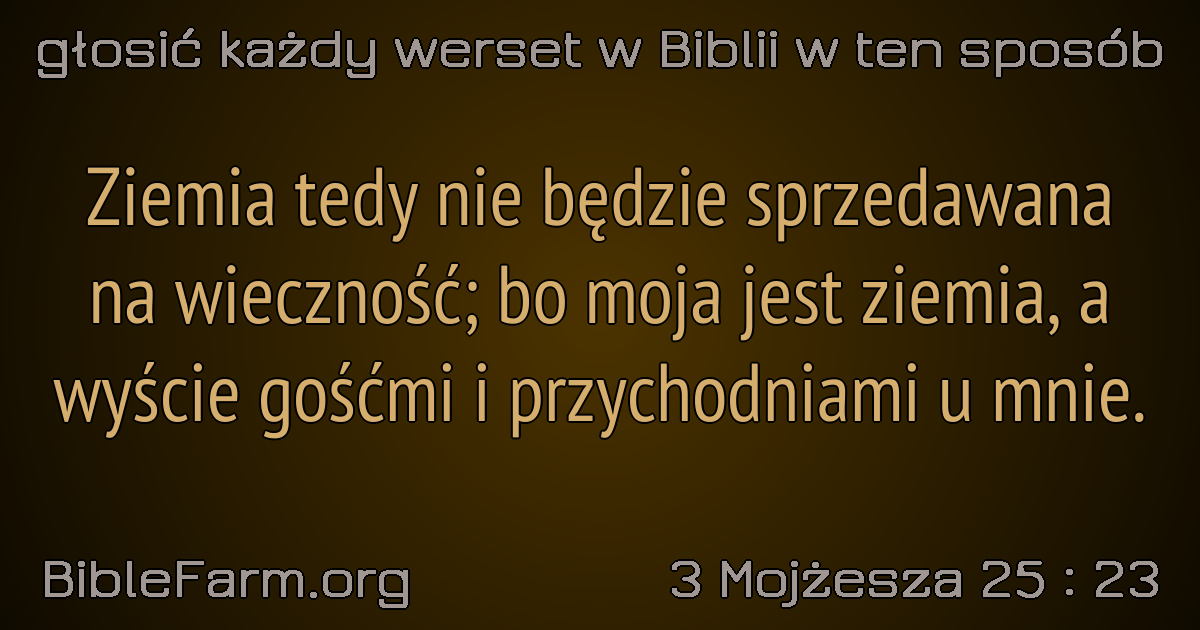 głosić każdy werset w Biblii w ten sposób
Ziemia tedy nie będzie sprzedawana
na wieczność; bo moja jest ziemia, a
wyście gośćmi i przychodniami u mnie.
BibleFarm.org
3 Mojżesza 25 : 23